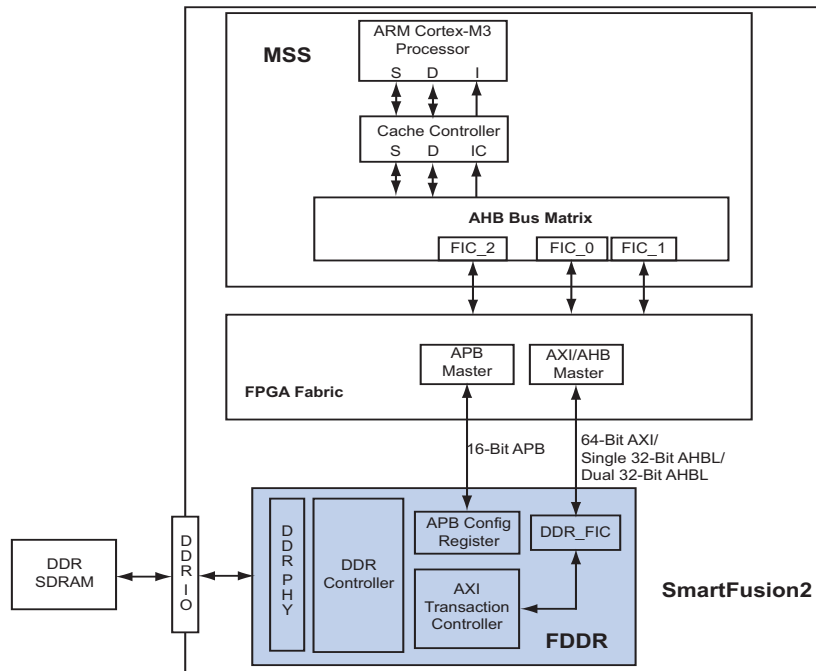 ARM Cortex-M3
Processor
MSS
S D I
Cache Controller
S D IC
AHB Bus Matrix
FIC_2 FIC_0 FIC_1
APB
Master
AXI/AHB
Master
FPGA Fabric
16-Bit APB
64-Bit AXI/
Single 32-Bit AHBL/
Dual 32-Bit AHBL
DDR
SDRAM
DDR IO
DDR PHY
DDR
Controller
APB Config
Register
DDR_FIC
AXI
Transaction
Controller
FDDR
SmartFusion2